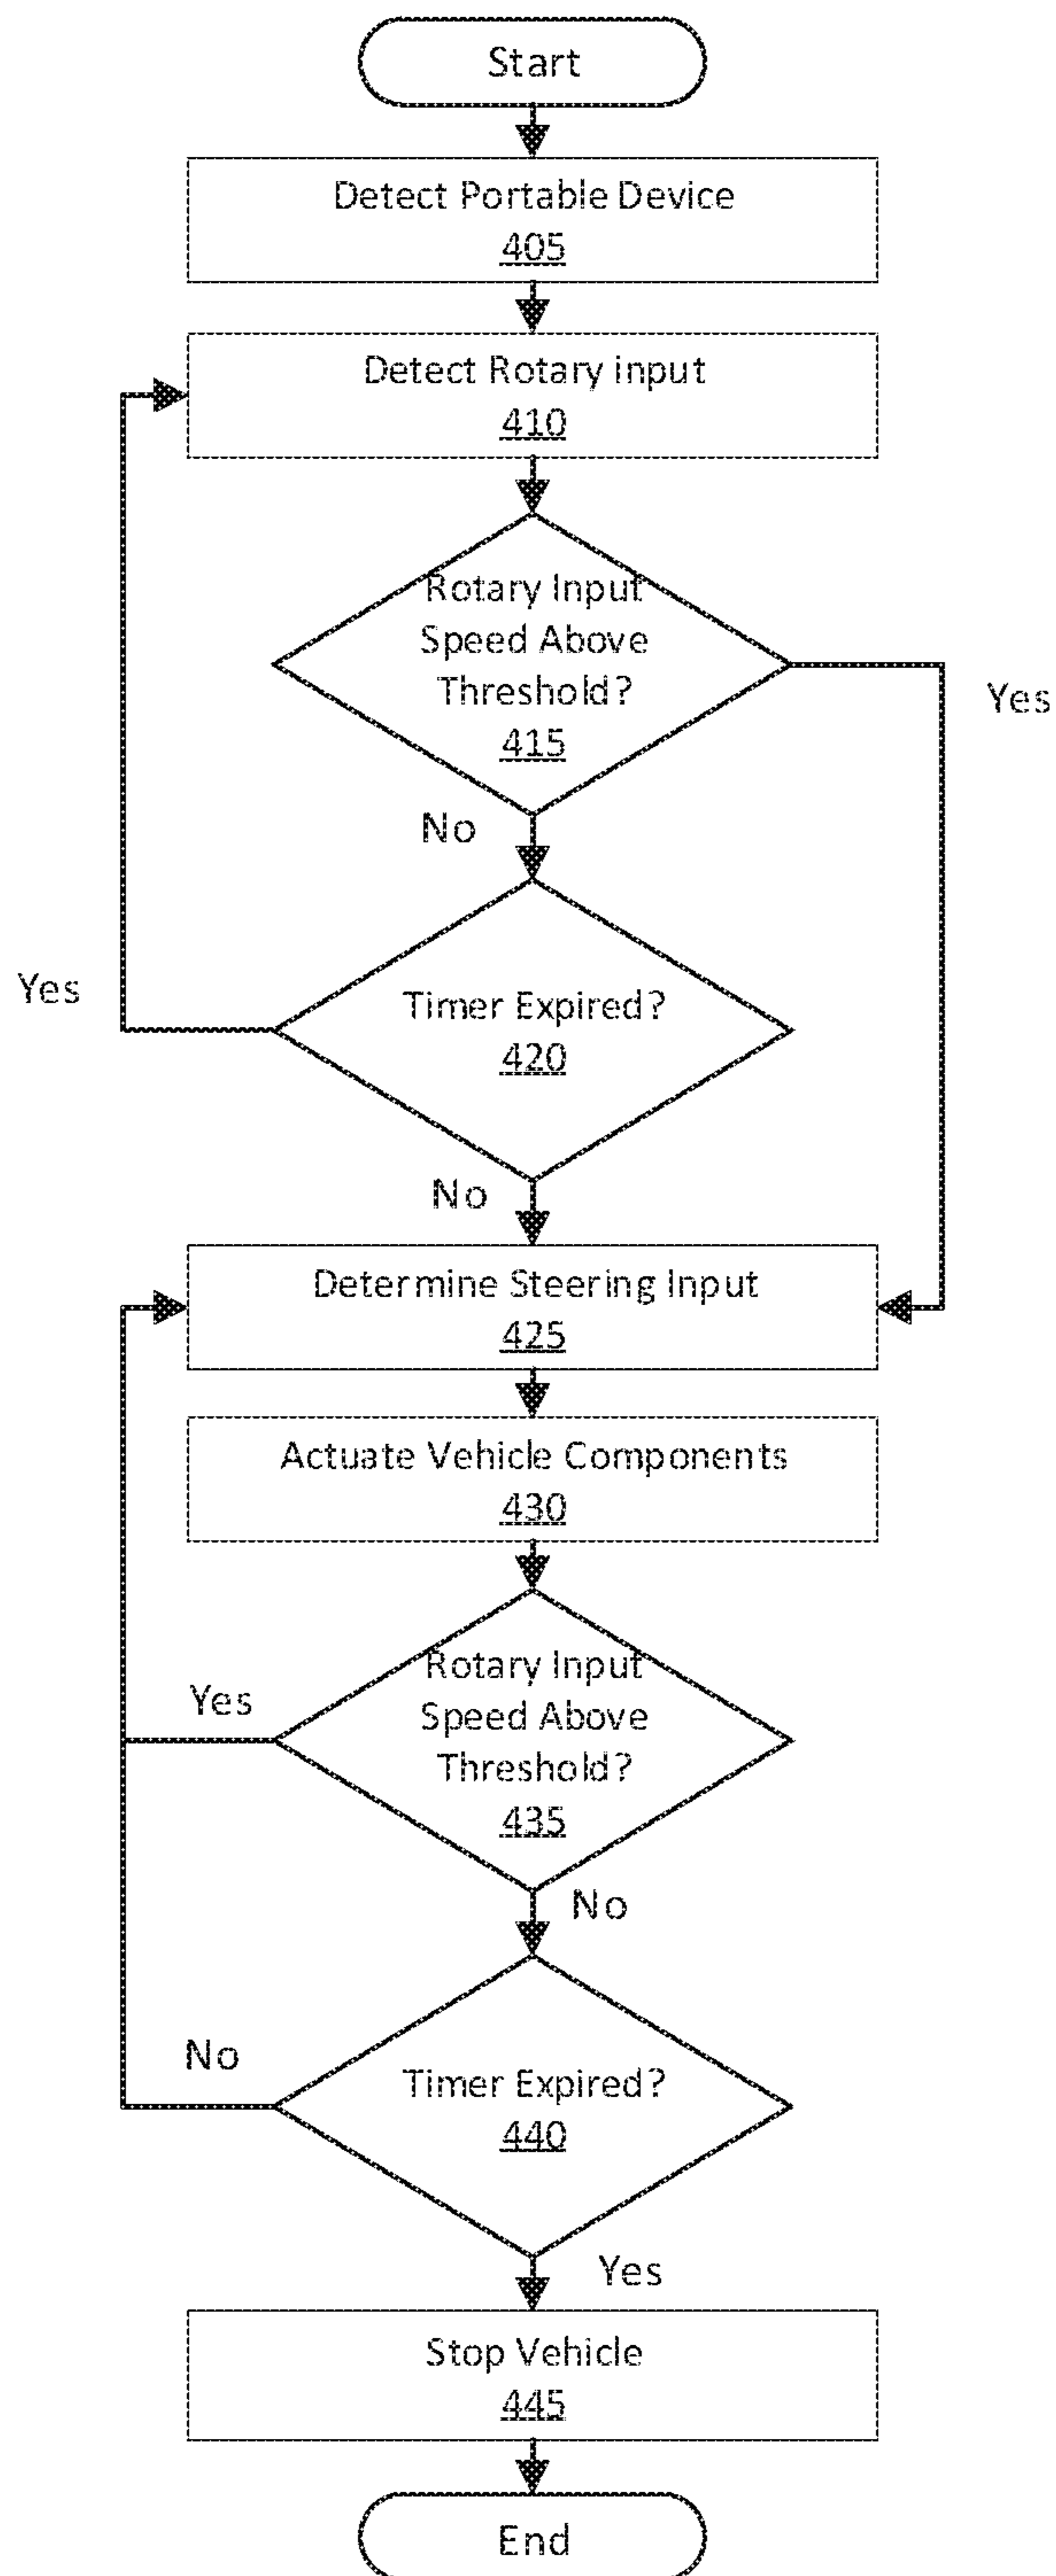 Start
Detect Portable Device
405
Detect Rotary input
410
Rotary Input
Speed Above
Threshold?
415
Yes
No
Yes
Timer Expired?
420
No
Determine Steering Input
425
Actuate Vehicle Components
430
Rotary Input
Speed Above
Threshold?
435
Yes
No
No
Timer Expired?
440
Yes
Stop Vehicle
445
End